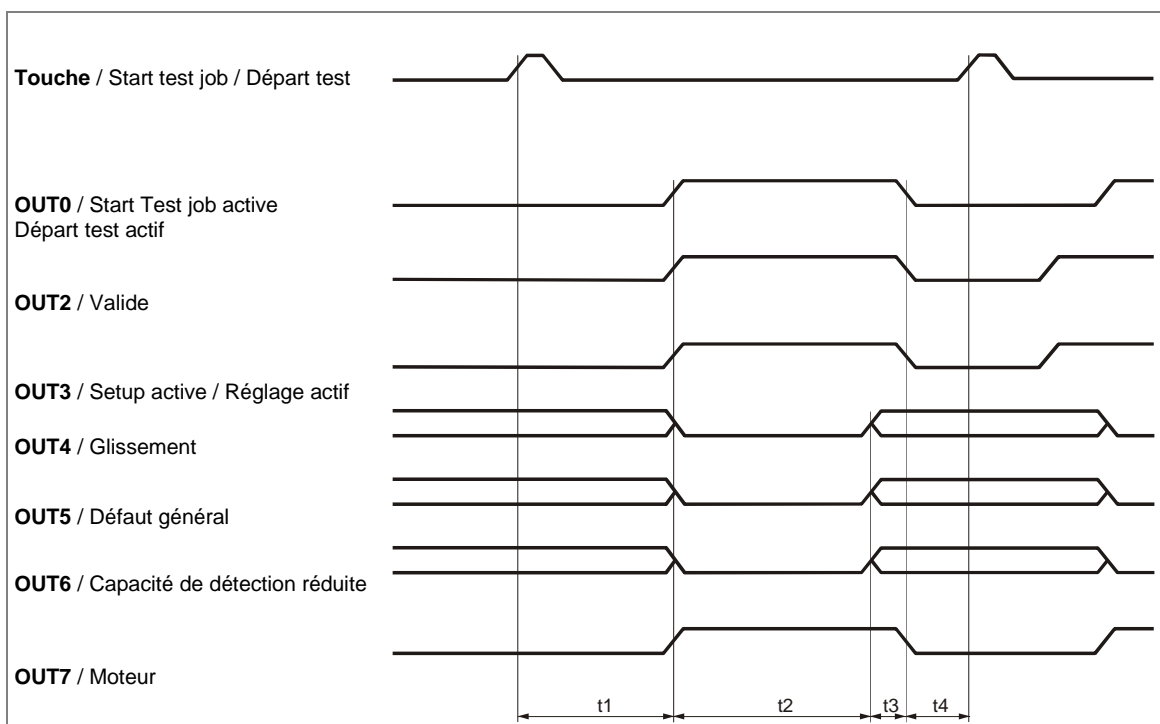 Touche / Start test job / Départ test
OUT0 / Start Test job active
Départ test actif
OUT2 / Valide
OUT3 / Setup active / Réglage actif
OUT4 / Glissement
OUT5 / Défaut général
OUT6 / Capacité de détection réduite
OUT7 / Moteur
t1 t2 t3 t4